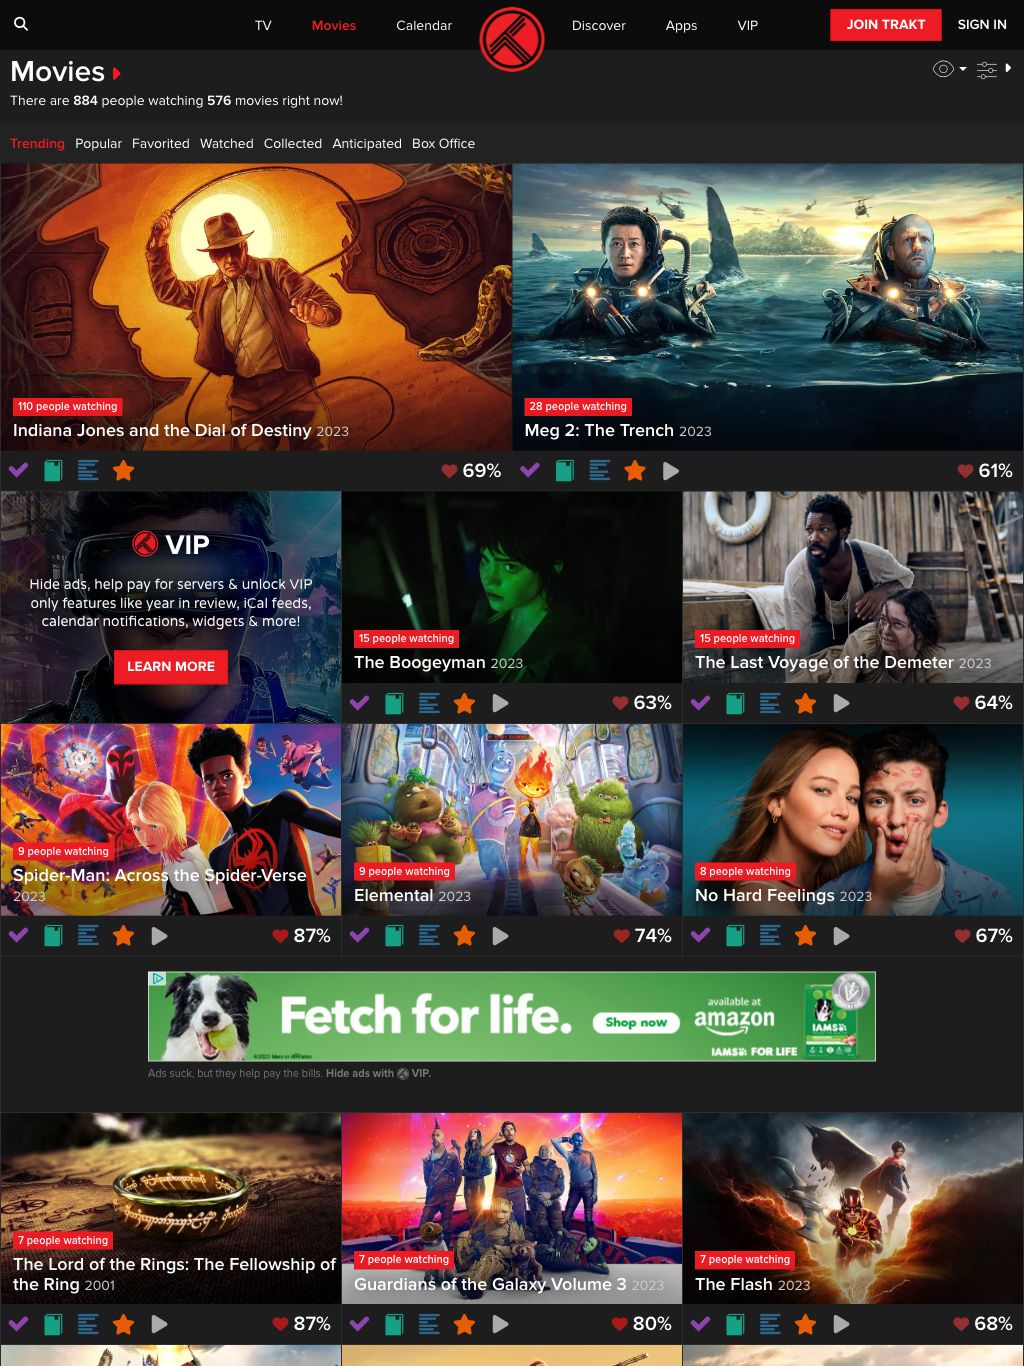 TV Movies Calendar Discover Apps VIP JOIN TRAKT SIGN IN
Movies
There are 884 people watching 576 movies right now!
Trending Popular Favorited Watched Collected Anticipated Box Office
110 people watching
Indiana Jones and the Dial of Destiny 2023
69%
28 people watching
Meg 2: The Trench 2023
61%
VIP
Hide ads, help pay for servers & unlock VIP
only features like year in review, iCal feeds,
calendar notifications, widgets & more!
LEARN MORE
15 people watching
The Boogeyman 2023
63%
15 people watching
The Last Voyage of the Demeter 2023
64%
9 people watching
Spider-Man: Across the Spider-Verse
2023
87%
9 people watching
Elemental 2023
74%
8 people watching
No Hard Feelings 2023
67%
Fetch for life.
Shop now
available at
amazon
IAMS FOR LIFE
IAMS
©2023 Mars or Affiliates
Ads suck, but they help pay the bills. Hide ads with VIP.
7 people watching
The Lord of the Rings: The Fellowship of
the Ring 2001
87%
7 people watching
Guardians of the Galaxy Volume 3 2023
80%
7 people watching
The Flash 2023
68%